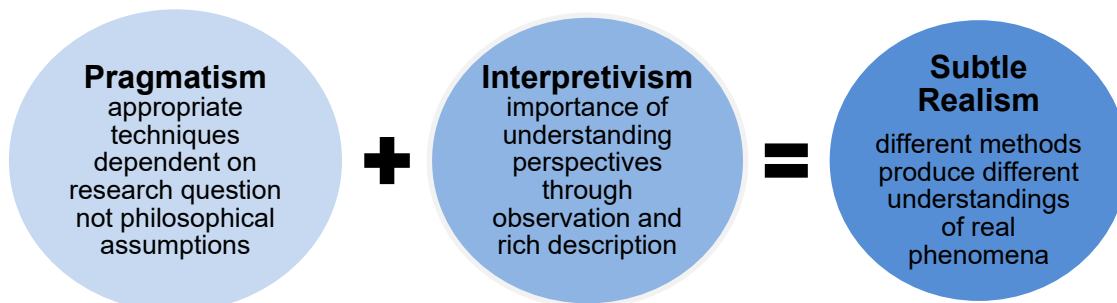 Pragmatism
appropriate
techniques
dependent on
research question
not philosophical
assumptions
+
Interpretivism
importance of
understanding
perspectives
through
observation and
rich description
=
Subtle
Realism
different methods
produce different
understandings
of real
phenomena